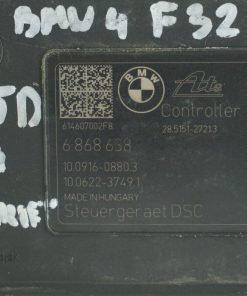 BMW 4 F32
BMW
Ate
Controller
614607002F8
28.5151-2721.3
6 868 638
10.0916-0880.3
10.0622-3749.1
MADE IN HUNGARY
Steuergeraet DSC